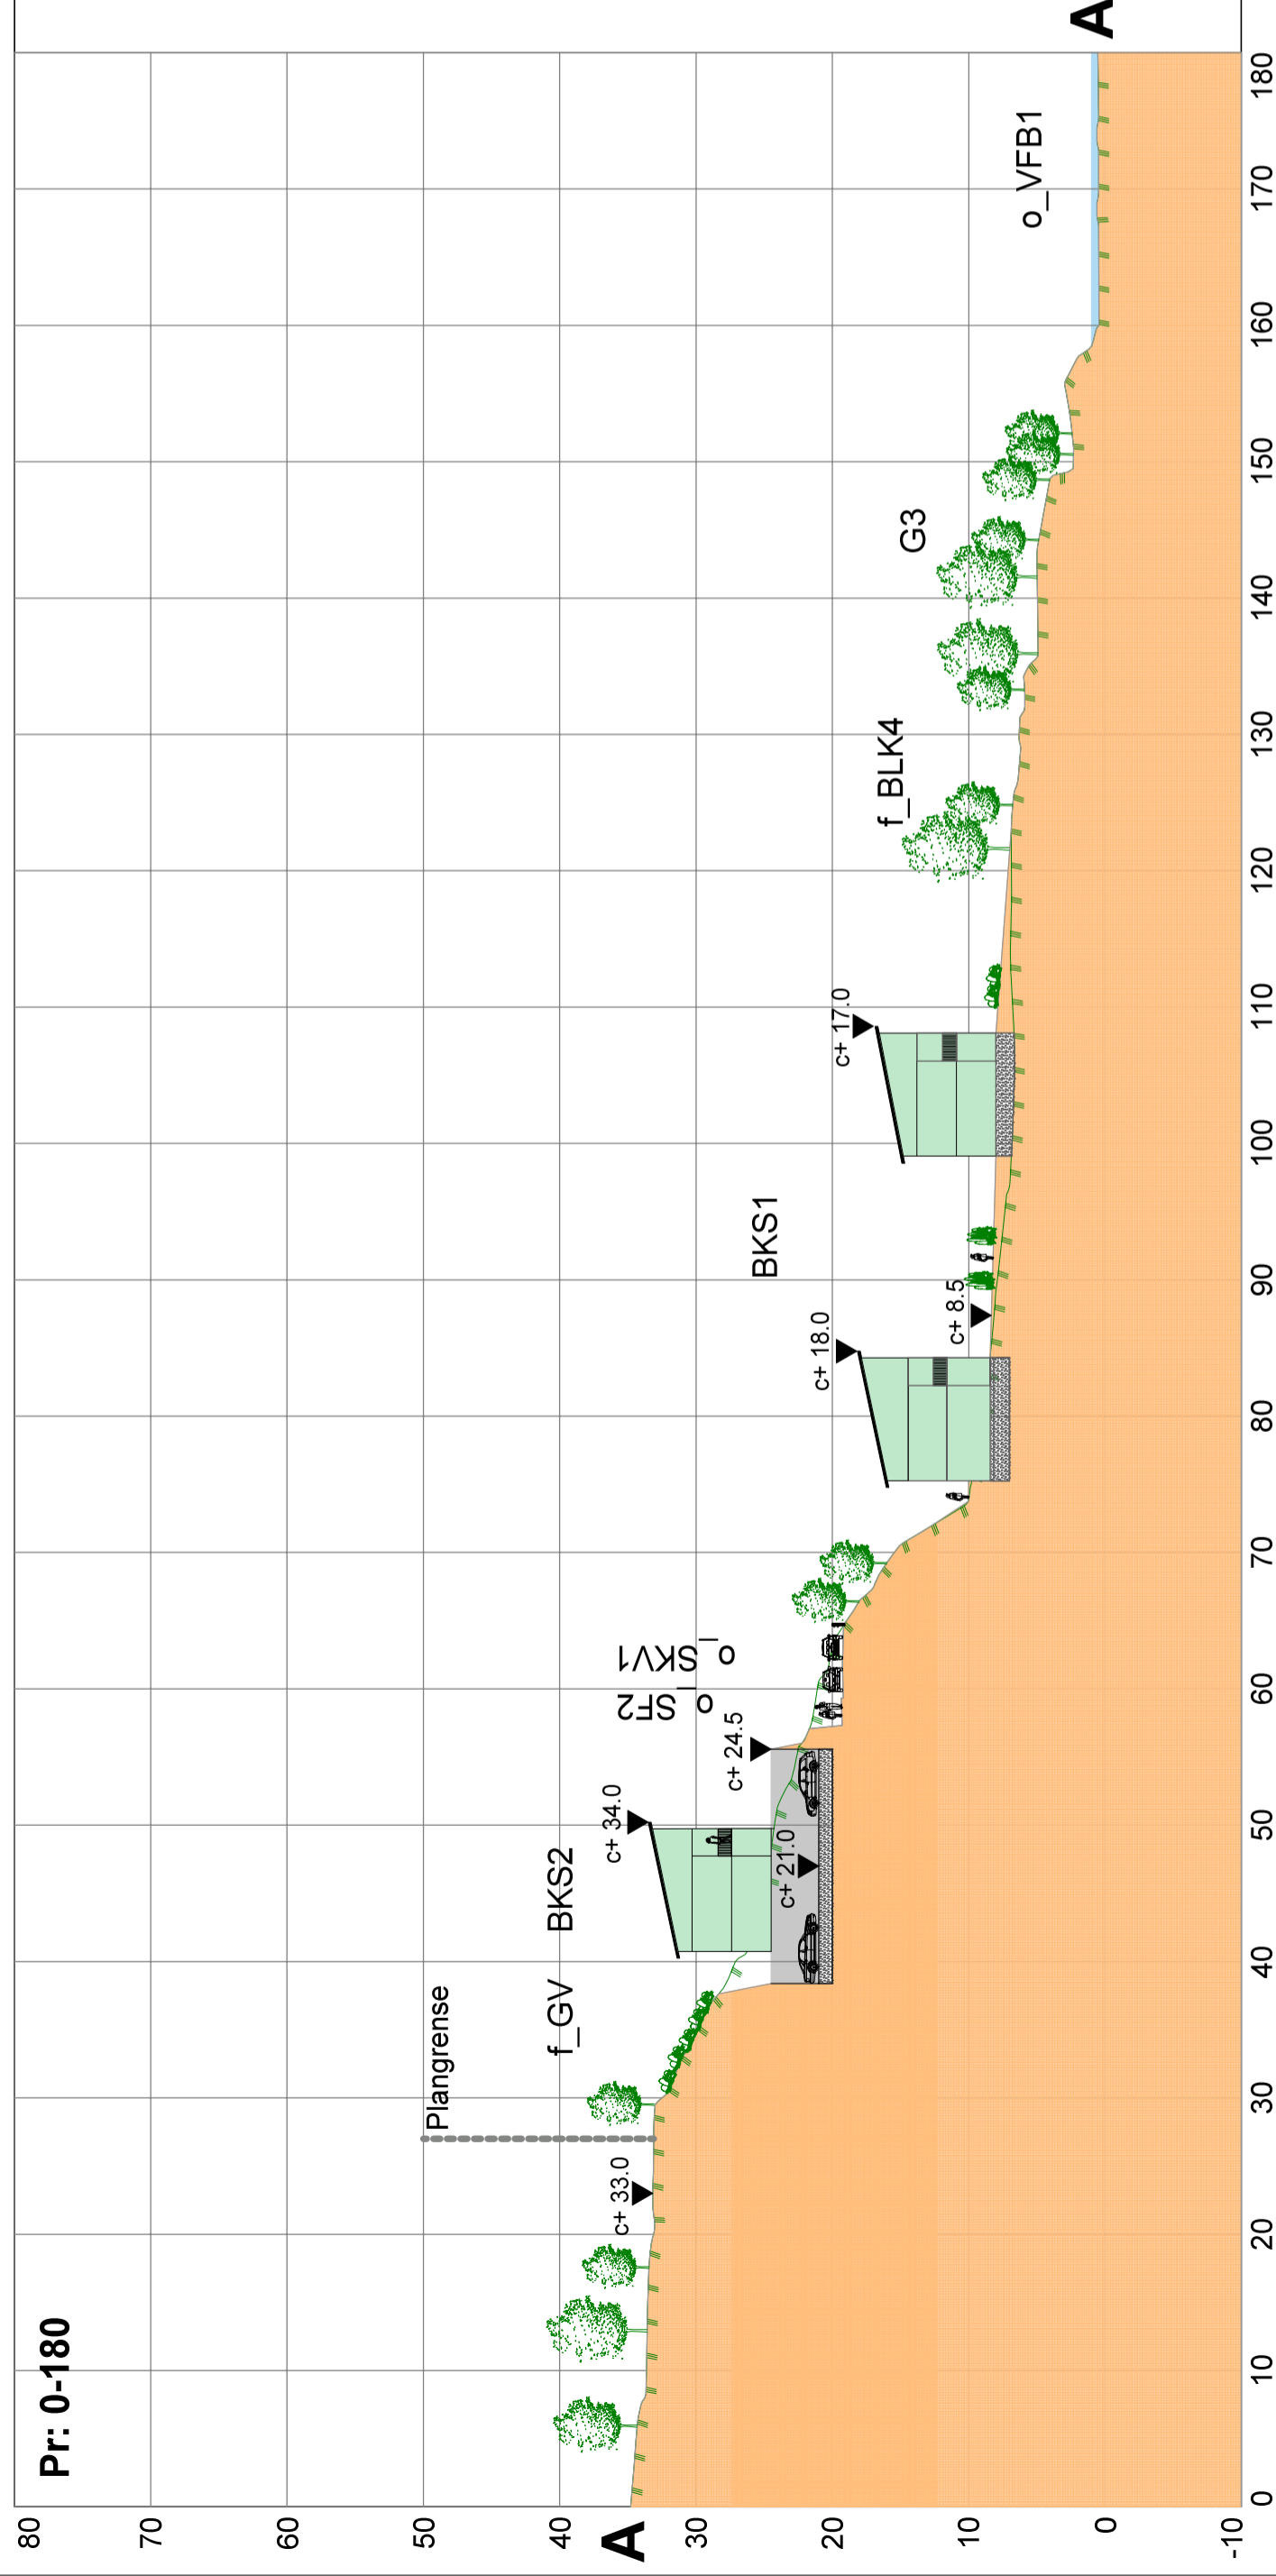 Pr: 0-180
80
70
60
50
40
30
20
10
0
-10
A
A
c+ 33.0
Plangrense
f_GV
BKS2
c+ 34.0
c+ 21.0
c+ 24.5
o_SF2
o_SKV1
c+ 18.0
c+ 8.5
BKS1
c+ 17.0
f_BLK4
G3
o_VFB1
0 10 20 30 40 50 60 70 80 90 100 110 120 130 140 150 160 170 180